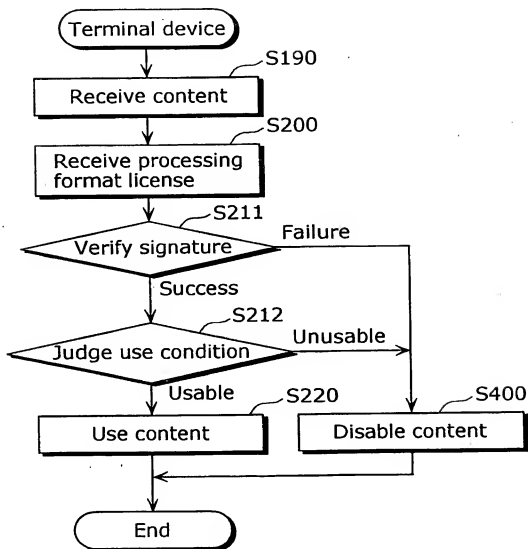 Terminal device
S190
Receive content
S200
Receive processing
format license
S211
Verify signature
Failure
Success
S212
Judge use condition
Unusable
Usable
S220
Use content
S400
Disable content
End